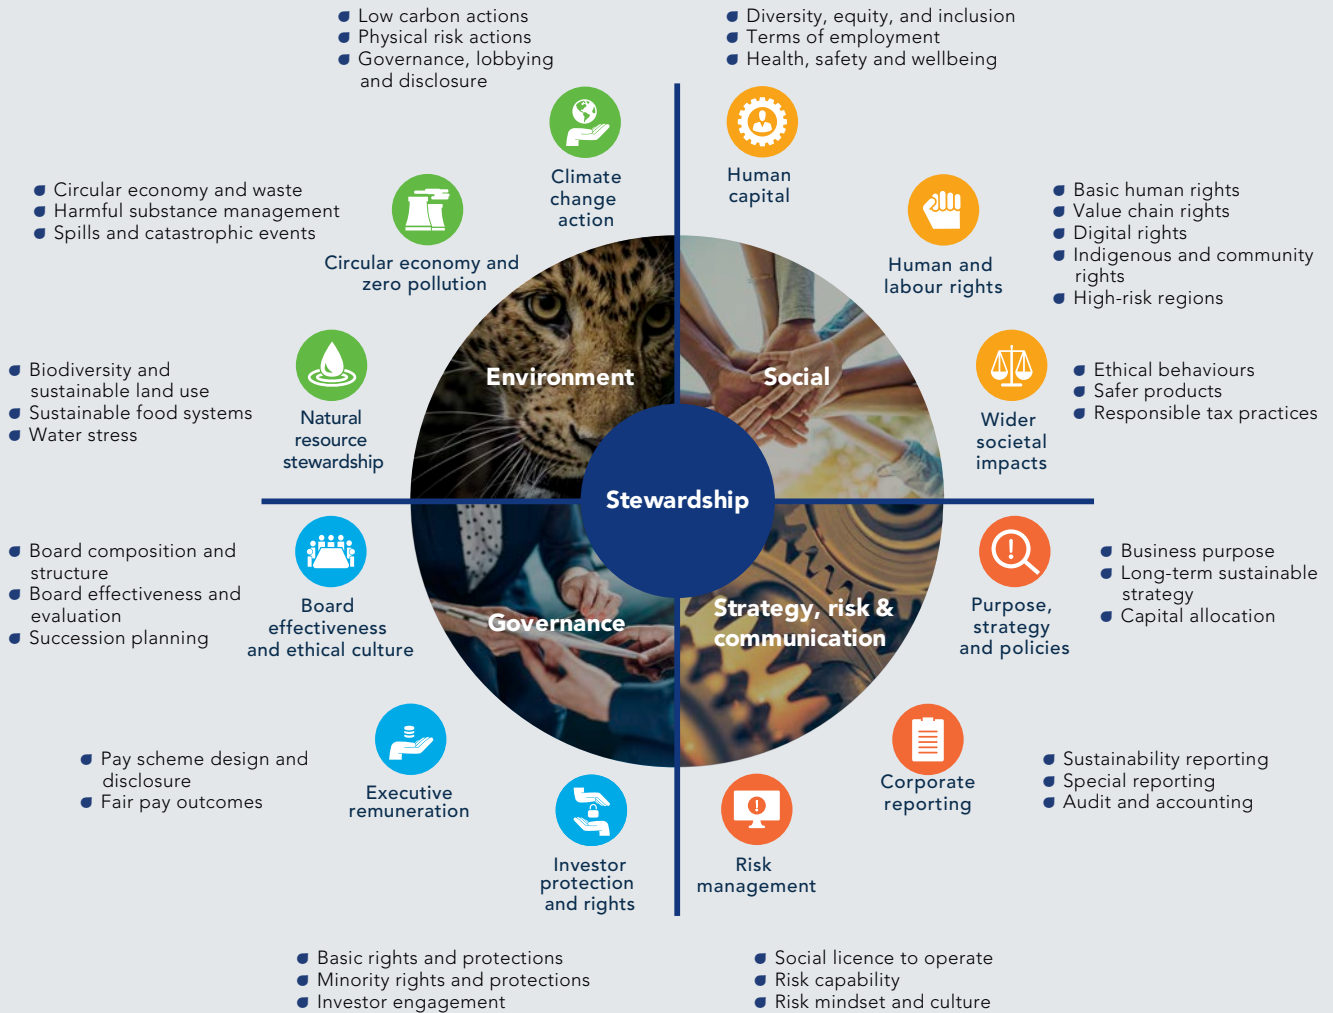 Low carbon actions
Physical risk actions
Governance, lobbying
and disclosure
Climate
change
action
Circular economy and waste
Harmful substance management
Spills and catastrophic events
Circular economy and
zero pollution
Biodiversity and
sustainable land use
Sustainable food systems
Water stress
Natural
resource
stewardship
Environment
Diversity, equity, and inclusion
Terms of employment
Health, safety and wellbeing
Human
capital
Basic human rights
Value chain rights
Digital rights
Indigenous and community
rights
High-risk regions
Human and
labour rights
Ethical behaviours
Safer products
Responsible tax practices
Wider
societal
impacts
Social
Stewardship
Board composition and
structure
Board effectiveness and
evaluation
Succession planning
Board
effectiveness
and ethical culture
Governance
Pay scheme design and
disclosure
Fair pay outcomes
Executive
remuneration
Investor
protection
and rights
Basic rights and protections
Minority rights and protections
Investor engagement
Strategy, risk &
communication
Purpose,
strategy
and policies
Business purpose
Long-term sustainable
strategy
Capital allocation
Corporate
reporting
Sustainability reporting
Special reporting
Audit and accounting
Risk
management
Social licence to operate
Risk capability
Risk mindset and culture